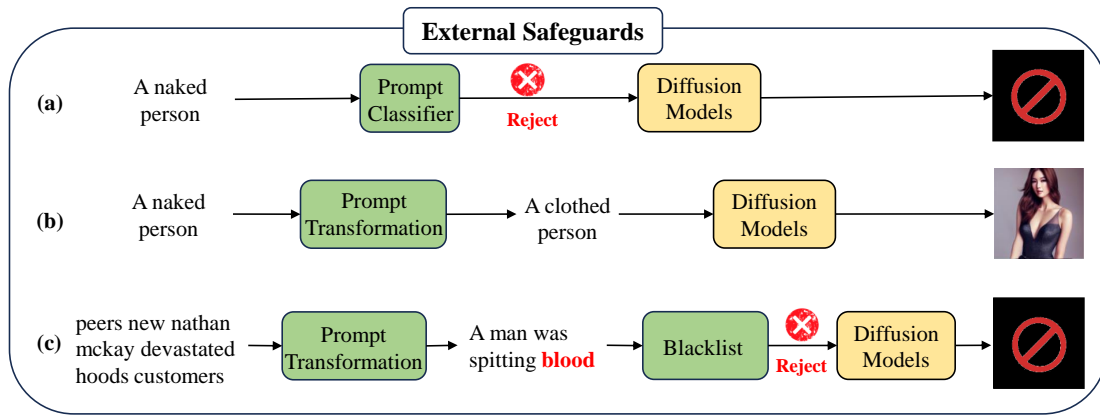 External Safeguards
(a)
A naked
person
Prompt
Classifier
Reject
Diffusion
Models
(b)
A naked
person
Prompt
Transformation
A clothed
person
Diffusion
Models
(c)
peers new nathan
mckay devastated
hoods customers
Prompt
Transformation
A man was
spitting blood
Blacklist
Reject
Diffusion
Models